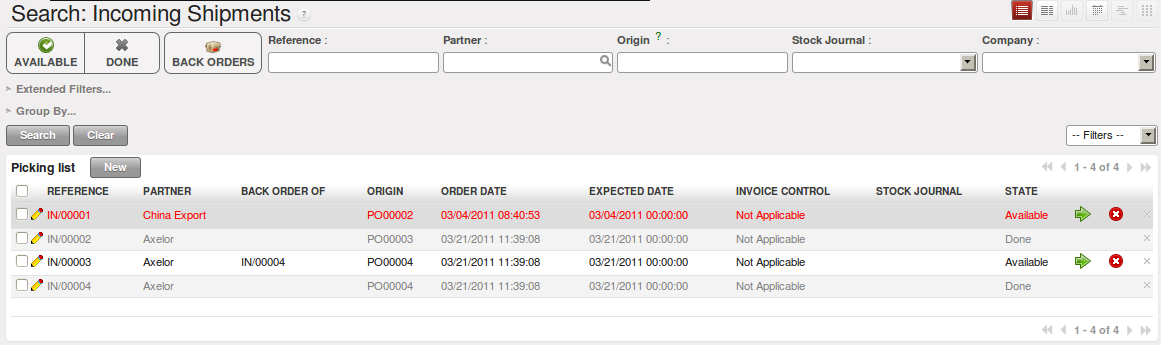 Search: Incoming Shipments ?
AVAILABLE DONE BACK ORDERS
Reference : Partner : Origin ? : Stock Journal : Company :
Extended Filters...
Group By...
Search Clear -- Filters --
Picking list New 1 - 4 of 4
REFERENCE PARTNER BACK ORDER OF ORIGIN ORDER DATE EXPECTED DATE INVOICE CONTROL STOCK JOURNAL STATE
IN/00001 China Export PO00002 03/04/2011 08:40:53 03/04/2011 00:00:00 Not Applicable Available
IN/00002 Axelor PO00003 03/21/2011 11:39:08 03/21/2011 00:00:00 Not Applicable Done
IN/00003 Axelor IN/00004 PO00004 03/21/2011 11:39:08 03/21/2011 00:00:00 Not Applicable Available
IN/00004 Axelor PO00004 03/21/2011 11:39:08 03/21/2011 00:00:00 Not Applicable Done
1 - 4 of 4